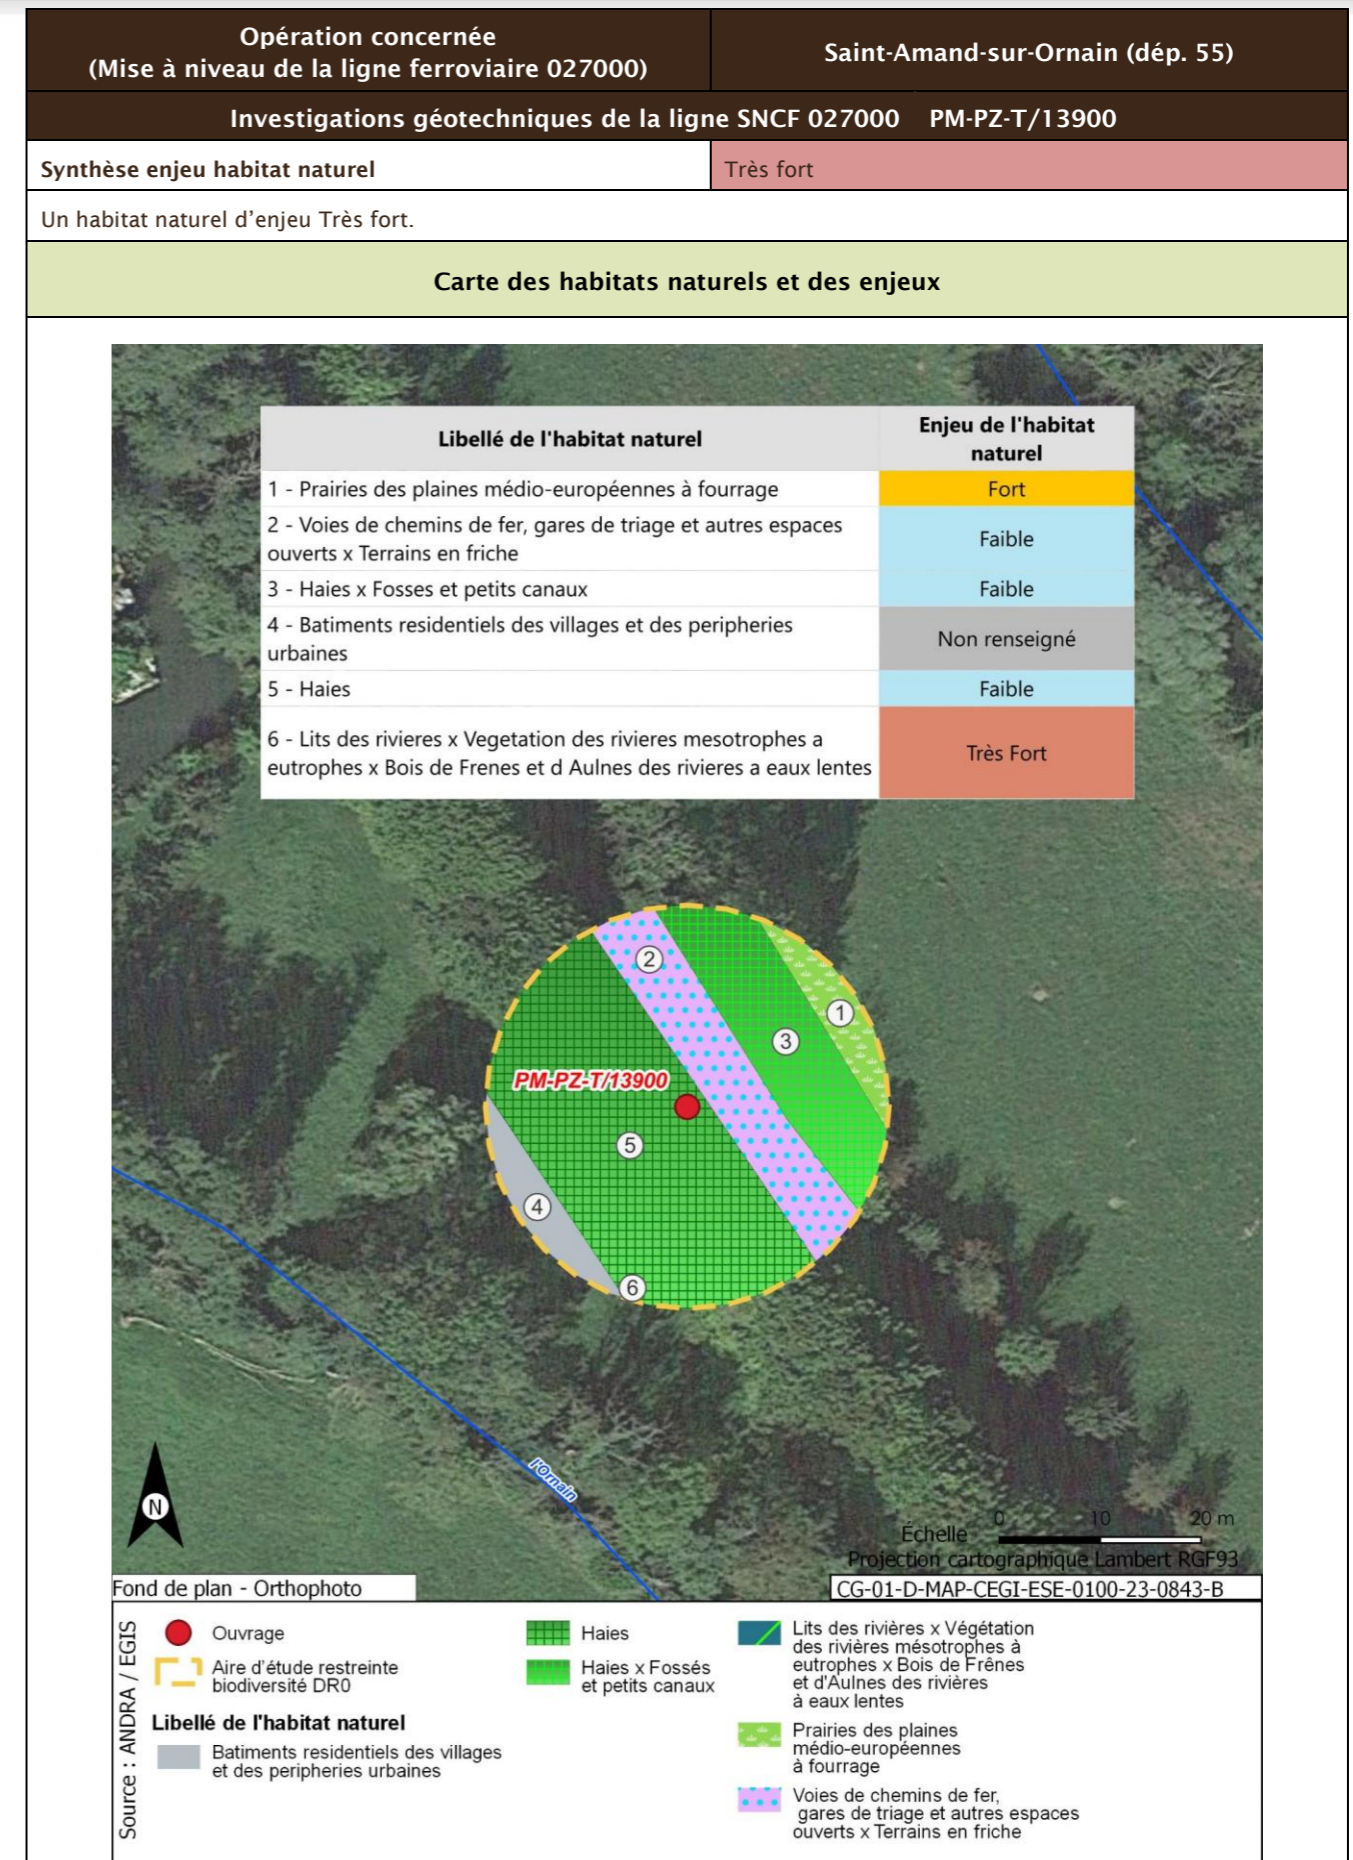 Opération concernée
(Mise à niveau de la ligne ferroviaire 027000)
Saint-Amand-sur-Ornain (dép. 55)
Investigations géotechniques de la ligne SNCF 027000 PM-PZ-T/13900
Synthèse enjeu habitat naturel
Très fort
Un habitat naturel d'enjeu Très fort.
Carte des habitats naturels et des enjeux
Libellé de l'habitat naturel
Enjeu de l'habitat
naturel
1 - Prairies des plaines médio-européennes à fourrage
Fort
2 - Voies de chemins de fer, gares de triage et autres espaces
ouverts x Terrains en friche
Faible
3 - Haies x Fosses et petits canaux
Faible
4 - Batiments residentiels des villages et des peripheries
urbaines
Non renseigné
5 - Haies
Faible
6 - Lits des rivieres x Vegetation des rivieres mesotrophes a
eutrophes x Bois de Frenes et d Aulnes des rivieres a eaux lentes
Très Fort
2
1
3
PM-PZ-T/13900
5
4
6
l'Ornain
N
Échelle 0 10 20 m
Projection cartographique Lambert RGF93
Fond de plan - Orthophoto
CG-01-D-MAP-CEGI-ESE-0100-23-0843-B
Source : ANDRA / EGIS
Ouvrage
Aire d'étude restreinte
biodiversité DR0
Libellé de l'habitat naturel
Batiments residentiels des villages
et des peripheries urbaines
Haies
Haies x Fossés
et petits canaux
Lits des rivières x Végétation
des rivières mésotrophes à
eutrophes x Bois de Frênes
et d'Aulnes des rivières
à eaux lentes
Prairies des plaines
médio-européennes
à fourrage
Voies de chemins de fer,
gares de triage et autres espaces
ouverts x Terrains en friche